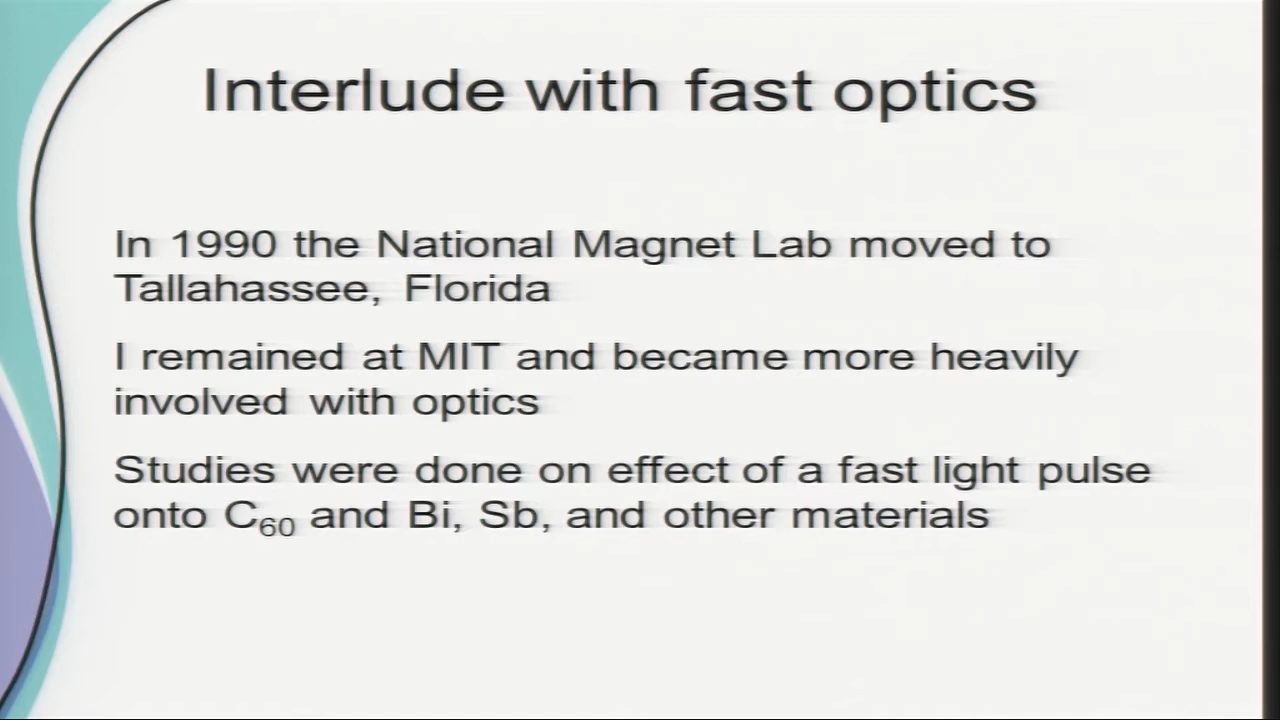 Interlude with fast optics
In 1990 the National Magnet Lab moved to
Tallahassee, Florida
I remained at MIT and became more heavily
involved with optics
Studies were done on effect of a fast light pulse
onto C₆₀ and Bi, Sb, and other materials